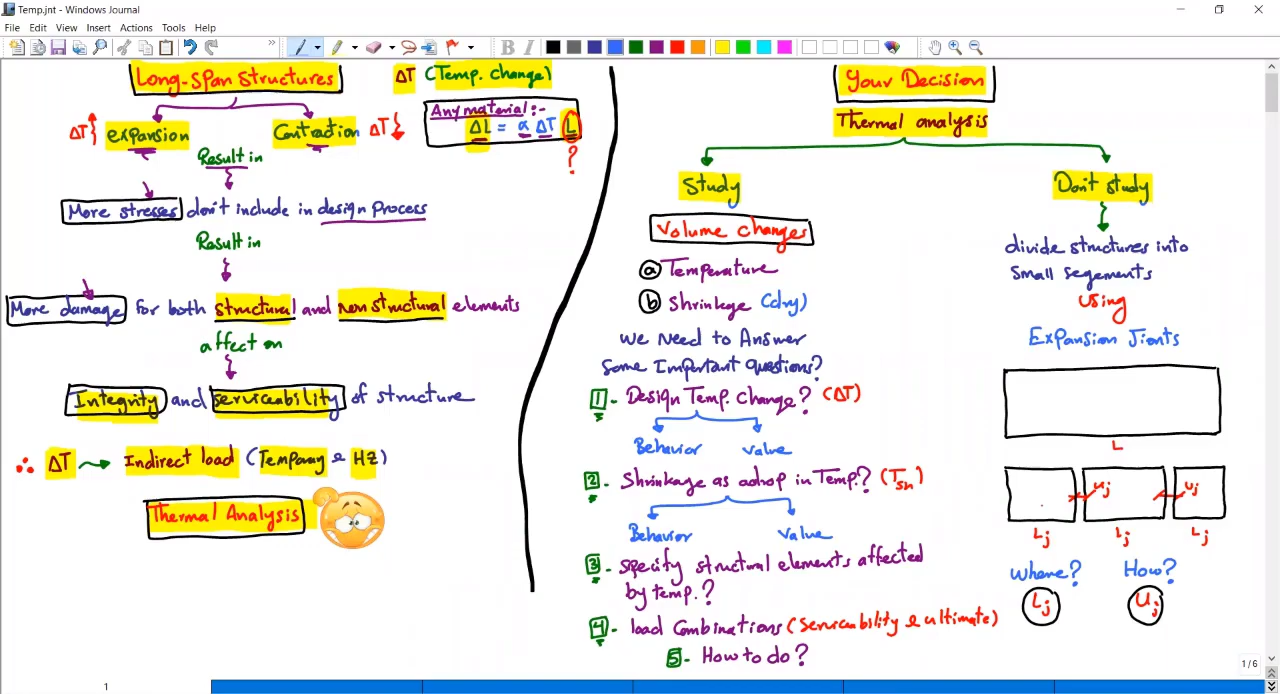 Temp.jnt - Windows Journal
File Edit View Insert Actions Tools Help
Long-Span Structures
ΔT (Temp. change)
ΔT expansion
Contraction ΔT
Any material:-
ΔL = α ΔT L
?
Result in
More stresses don't include in design Process
Result in
More damage for both structural and non structural elements
affect on
Integrity and serviceability of structure
∴ ΔT → Indirect load (Temporary & HZ)
Thermal Analysis
Your Decision
Thermal analysis
Study
Volume changes
a Temperature
b Shrinkage (dry)
we need to Answer
Some Important questions?
1- Design Temp. Change? (ΔT)
Behavior value
2- Shrinkage as a drop in Temp.? (Tsh)
Behavior Value
3- specify structural elements affected
by temp.?
4- load Combinations (Serviceability & ultimate)
5- How to do?
Don't study
divide structures into
Small segements
using
Expansion Jionts
L
Uj Uj
Lj Lj Lj
Where? How?
Lj Uj
1 / 6
1